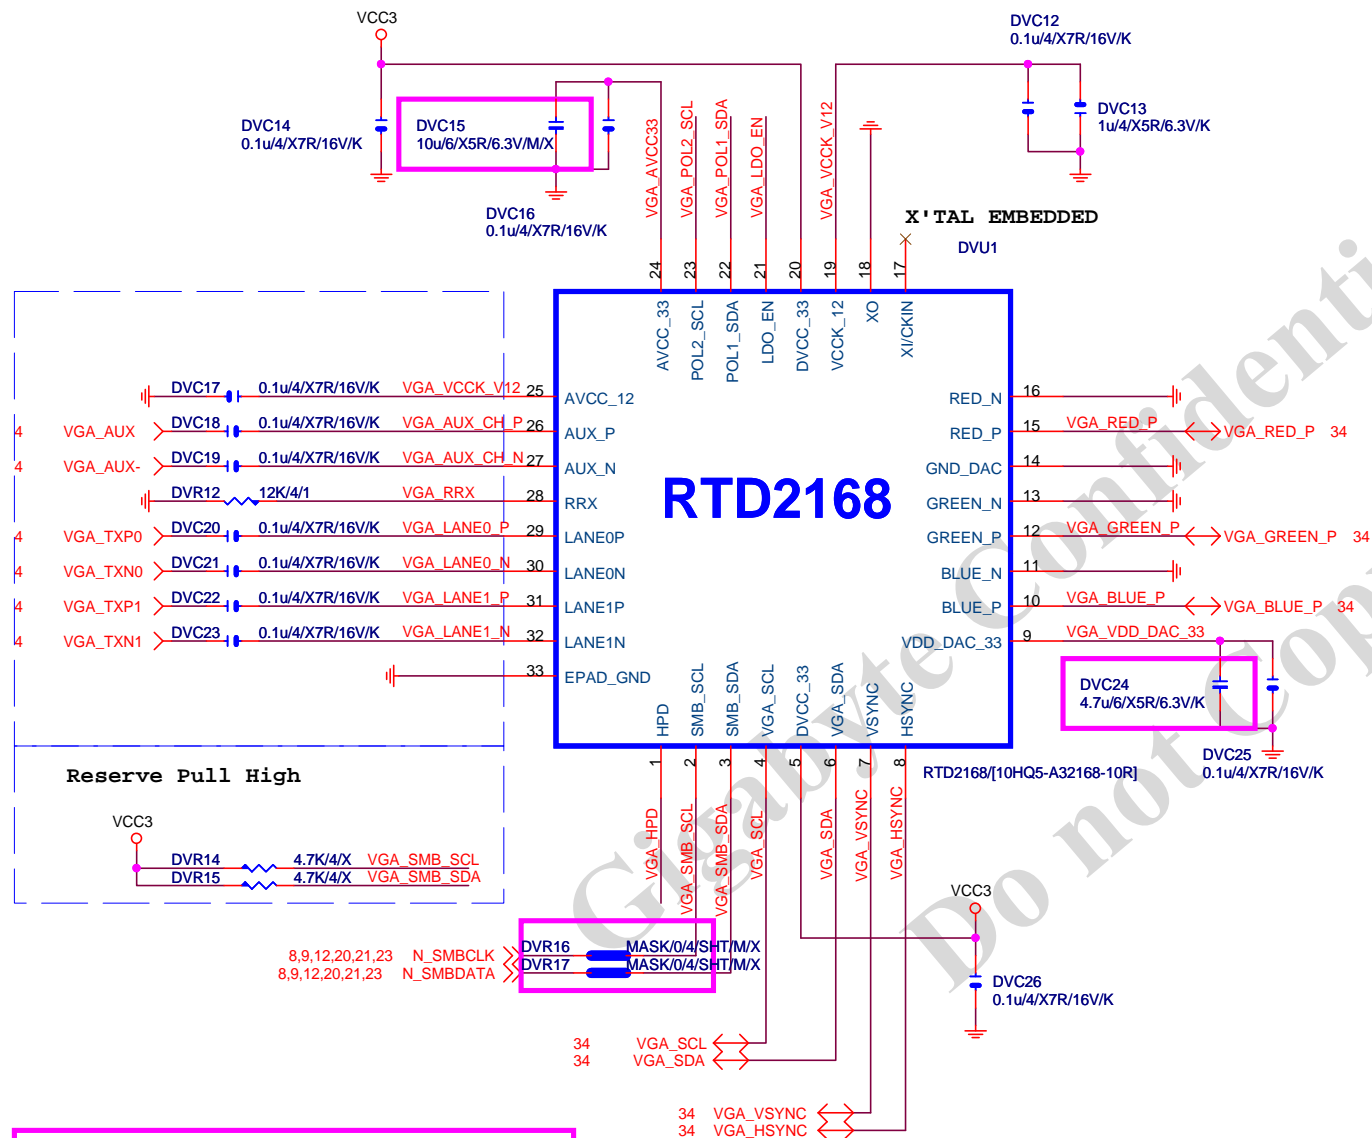 VCC3
DVC12
0.1u/4/X7R/16V/K
DVC14
0.1u/4/X7R/16V/K
DVC15
10u/6/X5R/6.3V/M/X
DVC13
1u/4/X5R/6.3V/K
DVC16
0.1u/4/X7R/16V/K
VGA_AVCC33
VGA_POL2_SCL
VGA_POL1_SDA
VGA_LDO_EN
VGA_VCCK_V12
X'TAL EMBEDDED
DVU1
24
23
22
21
20
19
18
17
AVCC_33
POL2_SCL
POL1_SDA
LDO_EN
DVCC_33
VCCK_12
XO
XI/CKIN
DVC17 0.1u/4/X7R/16V/K VGA_VCCK_V12 25 AVCC_12
4 VGA_AUX DVC18 0.1u/4/X7R/16V/K VGA_AUX_CH_P 26 AUX_P
4 VGA_AUX- DVC19 0.1u/4/X7R/16V/K VGA_AUX_CH_N 27 AUX_N
DVR12 12K/4/1 VGA_RRX 28 RRX
4 VGA_TXP0 DVC20 0.1u/4/X7R/16V/K VGA_LANE0_P 29 LANE0P
4 VGA_TXN0 DVC21 0.1u/4/X7R/16V/K VGA_LANE0_N 30 LANE0N
4 VGA_TXP1 DVC22 0.1u/4/X7R/16V/K VGA_LANE1_P 31 LANE1P
4 VGA_TXN1 DVC23 0.1u/4/X7R/16V/K VGA_LANE1_N 32 LANE1N
33 EPAD_GND
RTD2168
RED_N 16
RED_P 15 VGA_RED_P VGA_RED_P 34
GND_DAC 14
GREEN_N 13
GREEN_P 12 VGA_GREEN_P VGA_GREEN_P 34
BLUE_N 11
BLUE_P 10 VGA_BLUE_P VGA_BLUE_P 34
VDD_DAC_33 9 VGA_VDD_DAC_33
DVC24
4.7u/6/X5R/6.3V/K
DVC25
0.1u/4/X7R/16V/K
HPD
SMB_SCL
SMB_SDA
VGA_SCL
DVCC_33
VGA_SDA
VSYNC
HSYNC
1
2
3
4
5
6
7
8
RTD2168/[10HQ5-A32168-10R]
VGA_HPD
VGA_SMB_SCL
VGA_SMB_SDA
VGA_SCL
VGA_SDA
VGA_VSYNC
VGA_HSYNC
Reserve Pull High
VCC3
DVR14 4.7K/4/X VGA_SMB_SCL
DVR15 4.7K/4/X VGA_SMB_SDA
8,9,12,20,21,23 N_SMBCLK DVR16 MASK/0/4/SHT/M/X
8,9,12,20,21,23 N_SMBDATA DVR17 MASK/0/4/SHT/M/X
VCC3
DVC26
0.1u/4/X7R/16V/K
34 VGA_SCL
34 VGA_SDA
34 VGA_VSYNC
34 VGA_HSYNC
Gigabyte Confidenti
Do not Cop